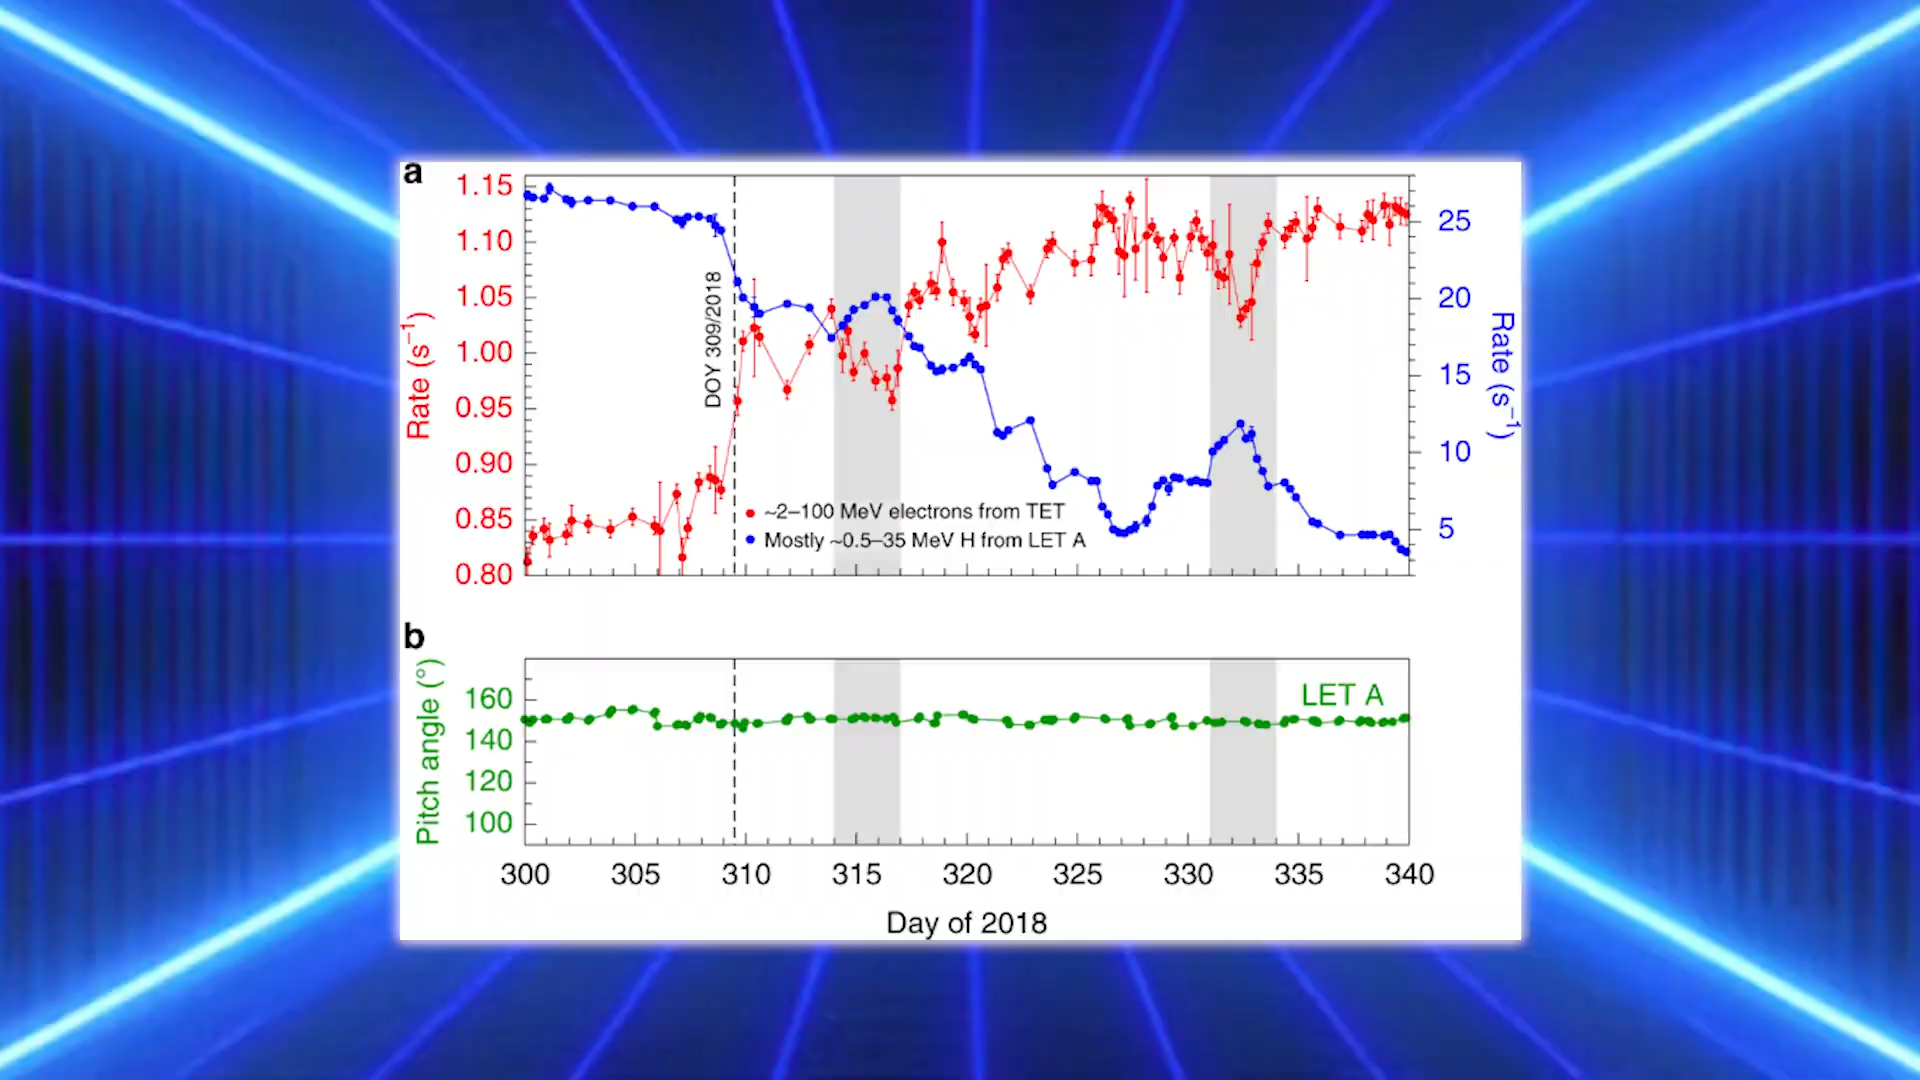 a
1.15
1.10
1.05
1.00
0.95
0.90
0.85
0.80
Rate (s⁻¹)
DOY 309/2018
~2–100 MeV electrons from TET
Mostly ~0.5–35 MeV H from LET A
25
20
15
10
5
Rate (s⁻¹)
b
Pitch angle (°)
160
140
120
100
LET A
300 305 310 315 320 325 330 335 340
Day of 2018